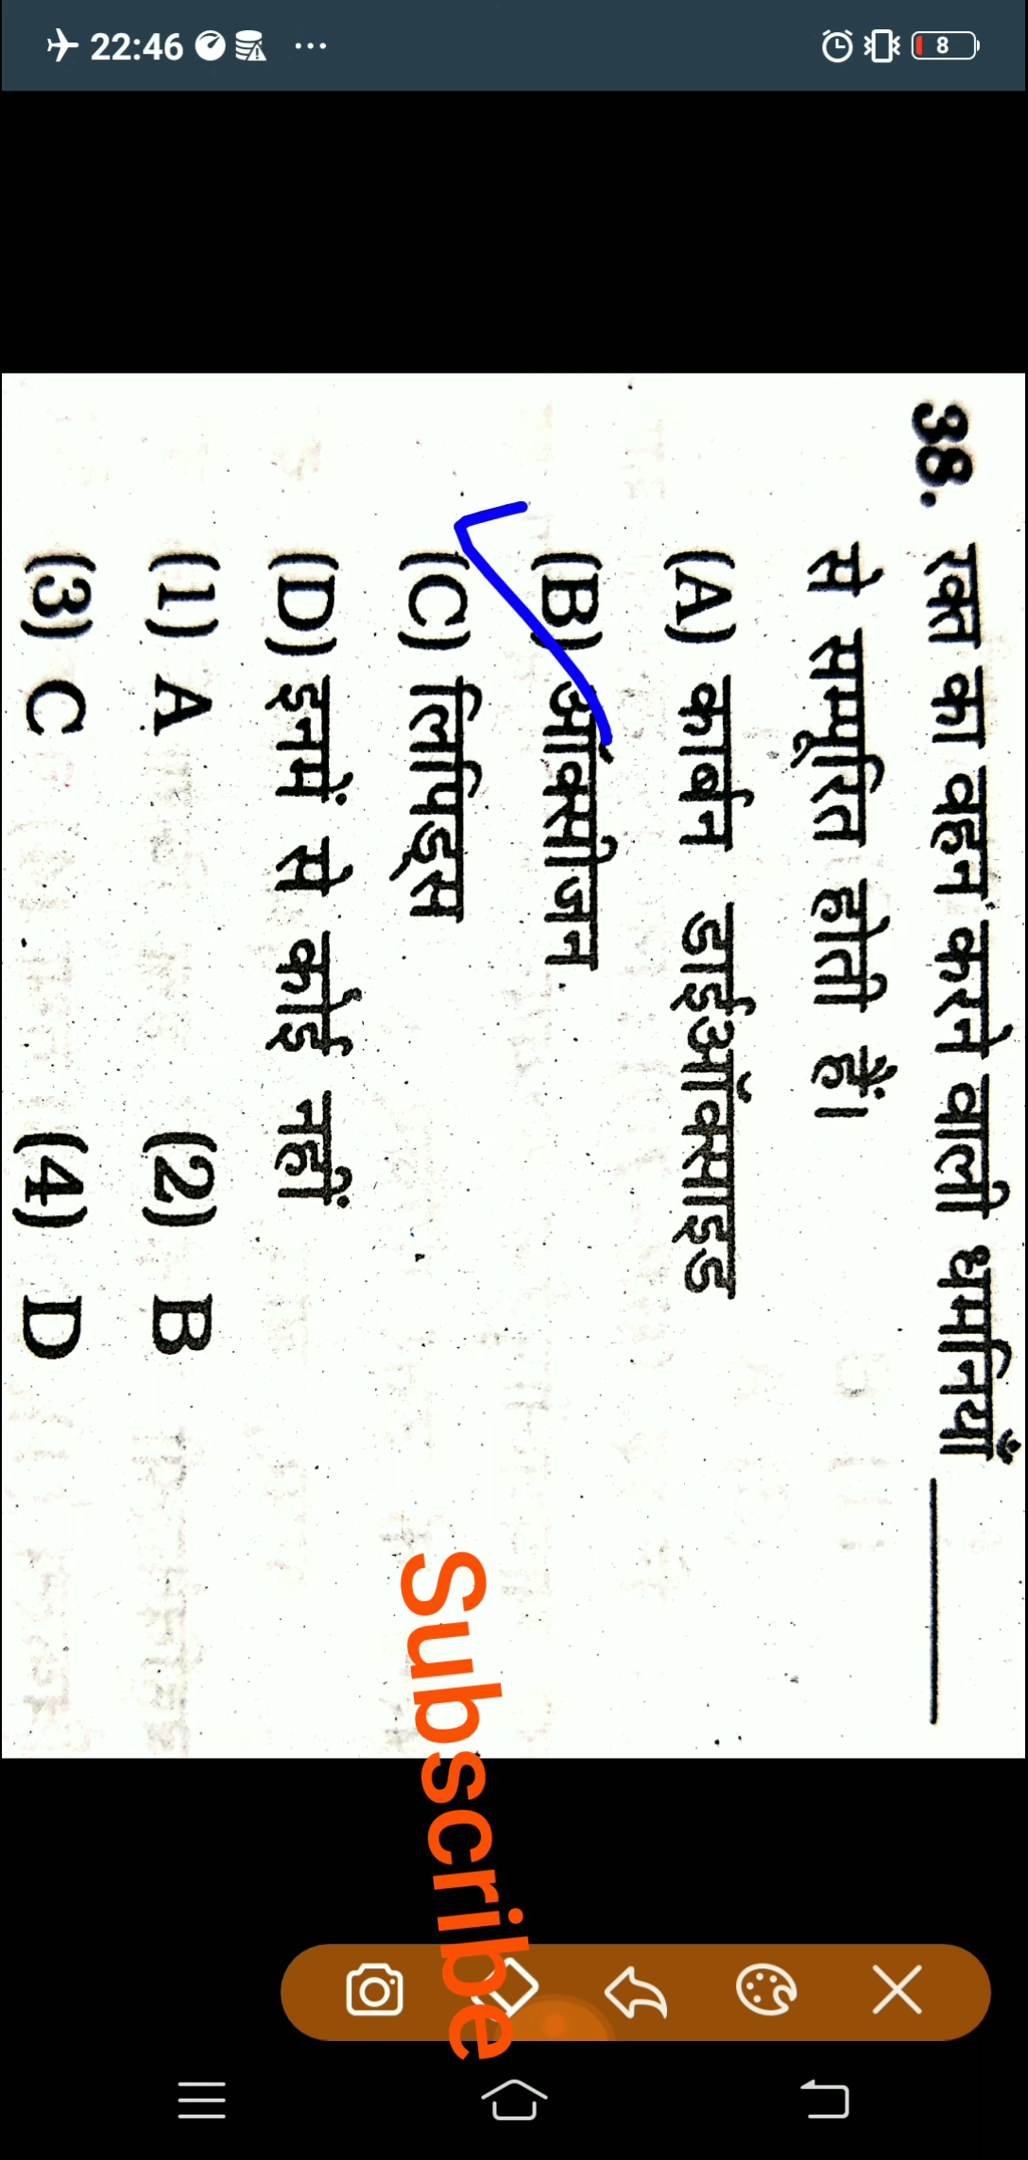 22:46
8
38. रक्त का वहन करने वाली धमनियाँ ______
से सम्पूरित होती हैं।
(A) कार्बन डाईऑक्साइड
(B) ऑक्सीजन
(C) लिपिड्स
(D) इनमें से कोई नहीं
(1) A (2) B
(3) C (4) D
Subscribe